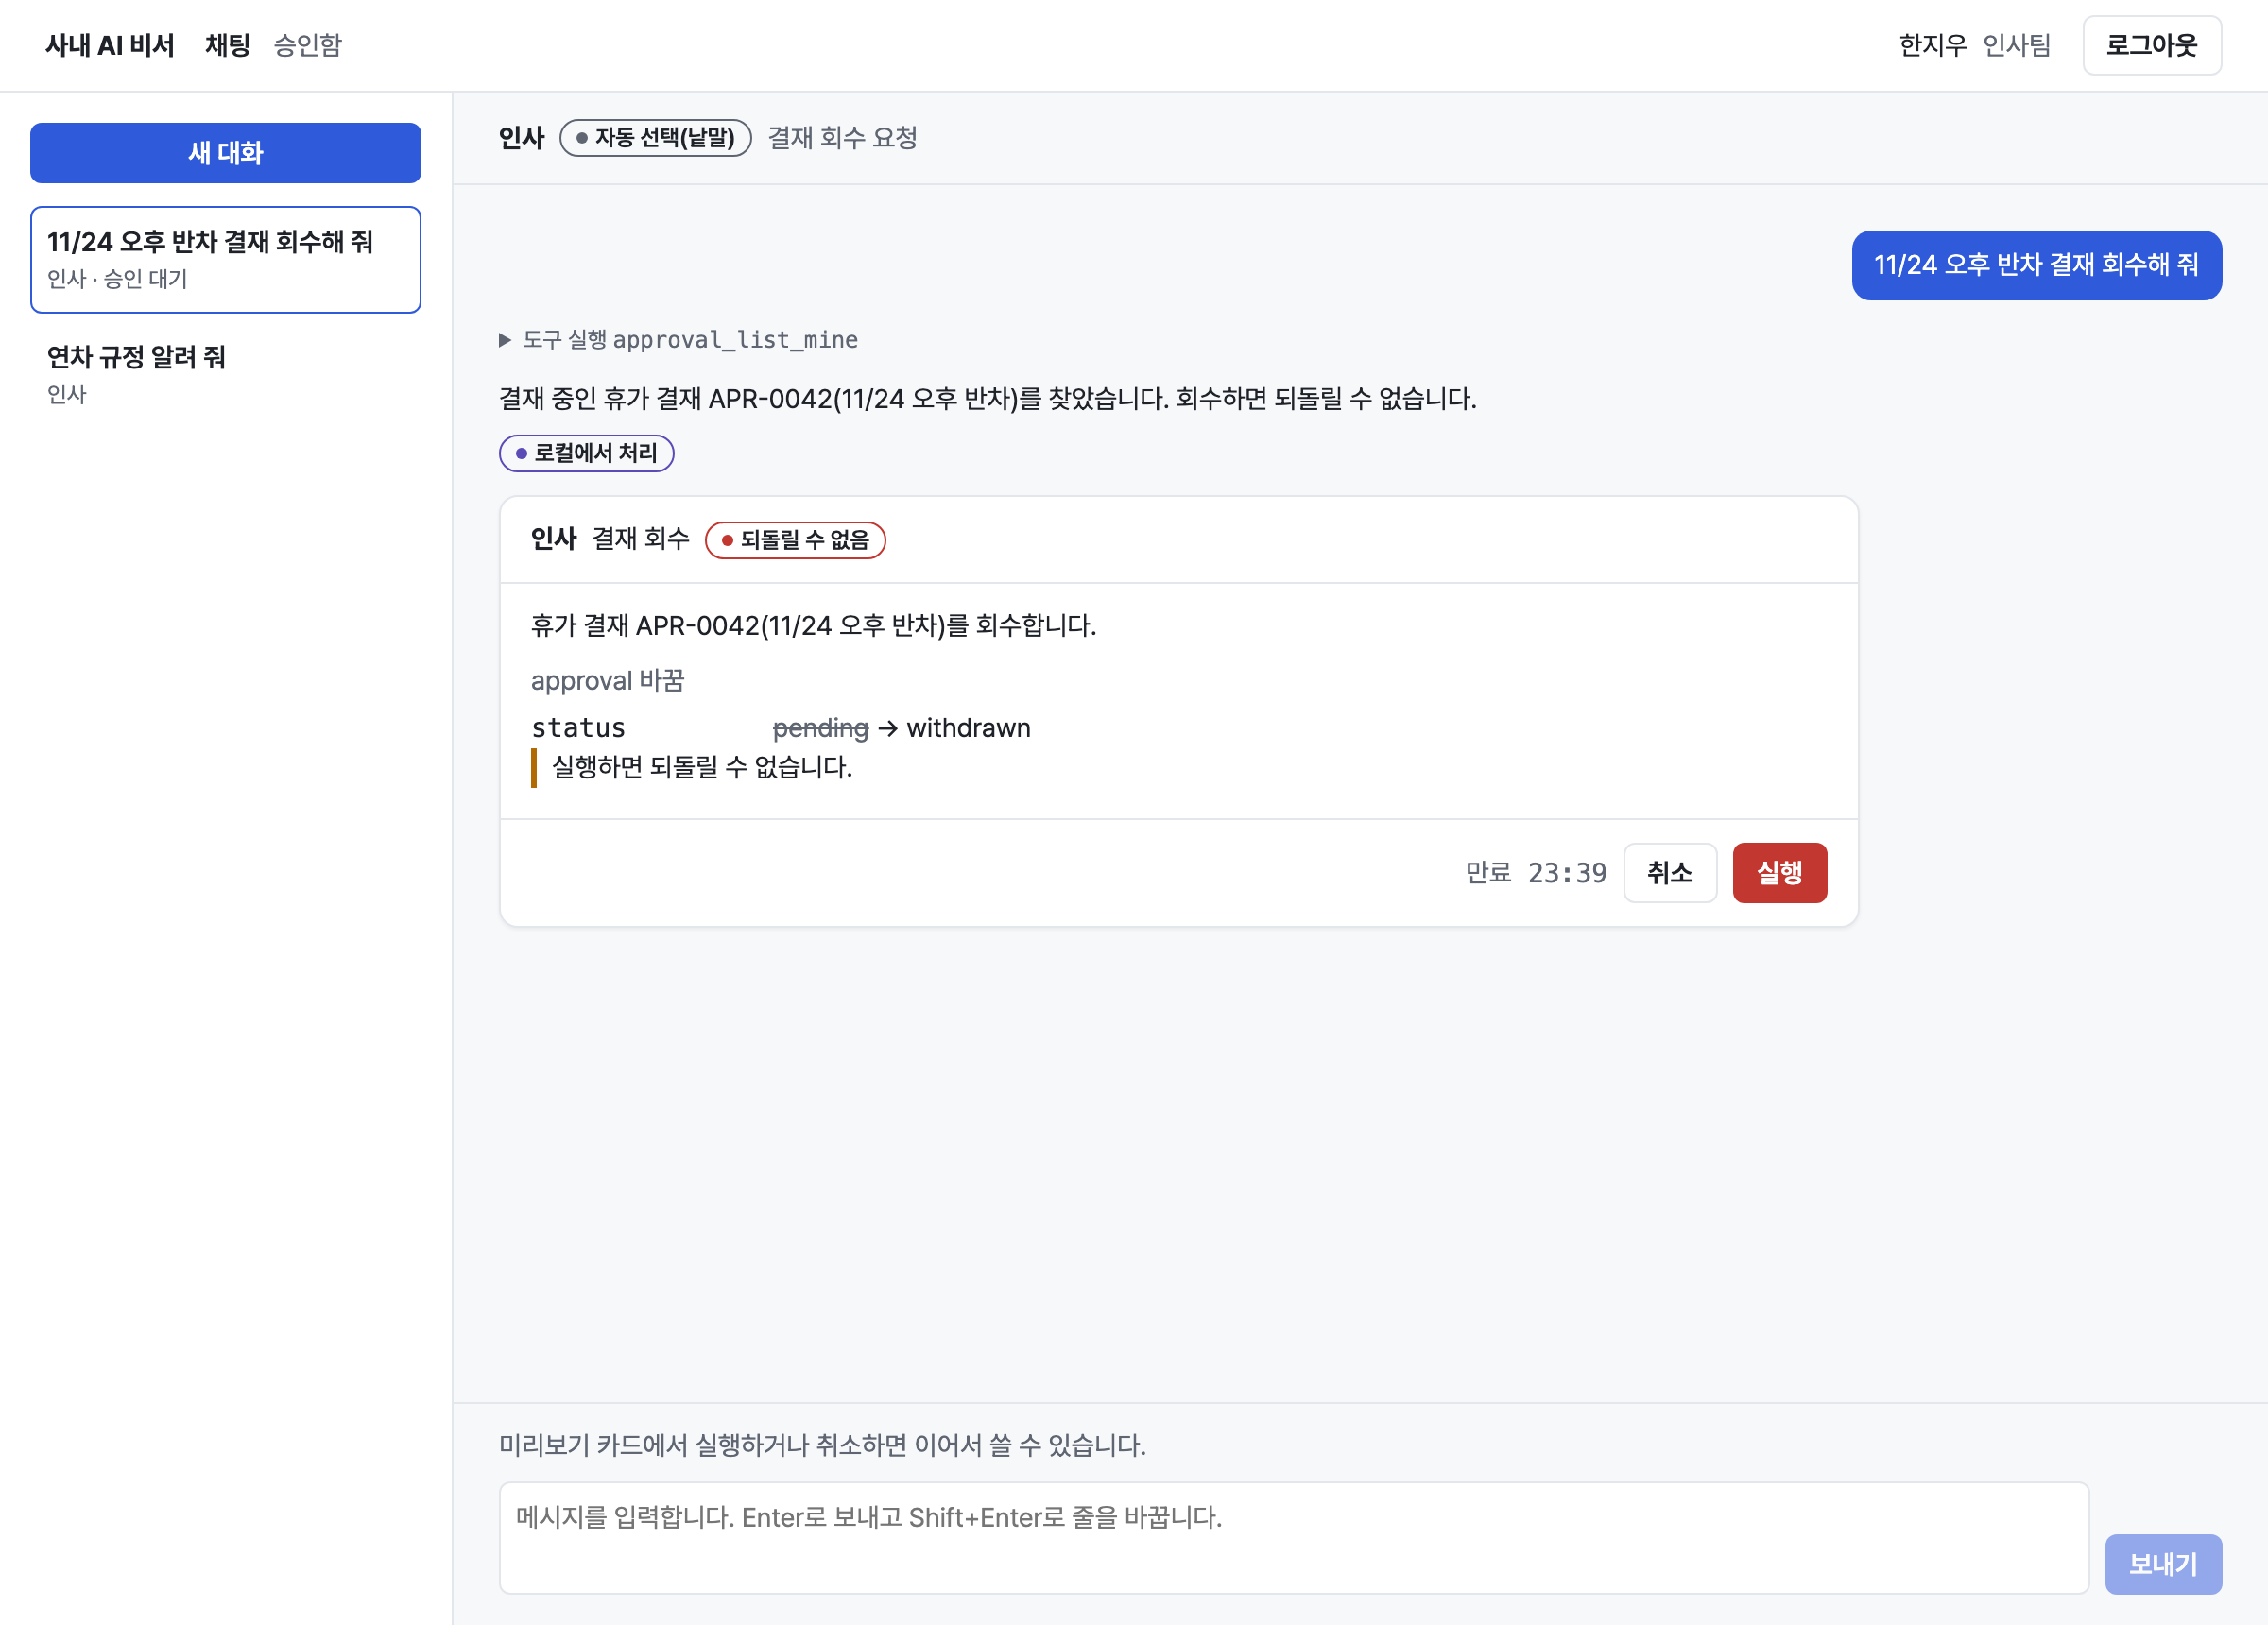 사내 AI 비서 채팅 승인함 한지우 인사팀 로그아웃
새 대화
11/24 오후 반차 결재 회수해 줘
인사 · 승인 대기
연차 규정 알려 줘
인사
인사 자동 선택(낱말) 결재 회수 요청
11/24 오후 반차 결재 회수해 줘
도구 실행 approval_list_mine
결재 중인 휴가 결재 APR-0042(11/24 오후 반차)를 찾았습니다. 회수하면 되돌릴 수 없습니다.
로컬에서 처리
인사 결재 회수 되돌릴 수 없음
휴가 결재 APR-0042(11/24 오후 반차)를 회수합니다.
approval 바꿈
status pending → withdrawn
실행하면 되돌릴 수 없습니다.
만료 23:39 취소 실행
미리보기 카드에서 실행하거나 취소하면 이어서 쓸 수 있습니다.
메시지를 입력합니다. Enter로 보내고 Shift+Enter로 줄을 바꿉니다.
보내기